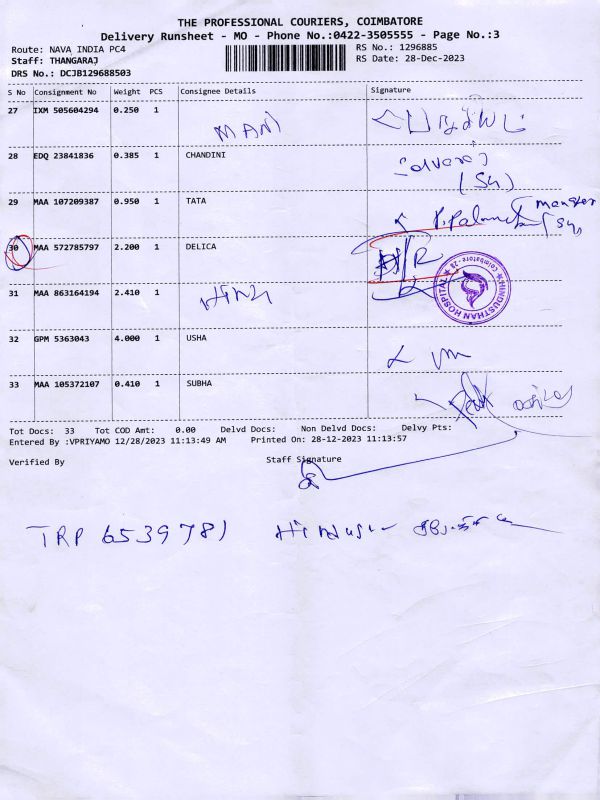 THE PROFESSIONAL COURIERS, COIMBATORE
Delivery Runsheet - MO - Phone No.:0422-3505555 - Page No.:3
Route: NAVA INDIA PC4
RS No.: 1296885
Staff: THANGARAJ
RS Date: 28-Dec-2023
DRS No.: DCJB129688503
S No Consignment No Weight PCS Consignee Details Signature
27 IXM 505604294 0.250 1
MANI
28 EDQ 23841836 0.385 1 CHANDINI
29 MAA 107209387 0.950 1 TATA
30 MAA 572785797 2.200 1 DELICA
HINDUSTHAN HOSPITAL ★ Coimbatore-28 ★
31 MAA 863164194 2.410 1
32 GPM 5363043 4.000 1 USHA
33 MAA 105372107 0.410 1 SUBHA
Tot Docs: 33 Tot COD Amt: 0.00 Delvd Docs: Non Delvd Docs: Delvy Pts:
Entered By :VPRIYAMO 12/28/2023 11:13:49 AM Printed On: 28-12-2023 11:13:57
Verified By Staff Signature
TRP 6539781